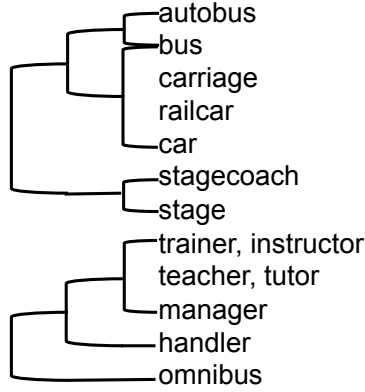 autobus
bus
carriage
railcar
car
stagecoach
stage
trainer, instructor
teacher, tutor
manager
handler
omnibus